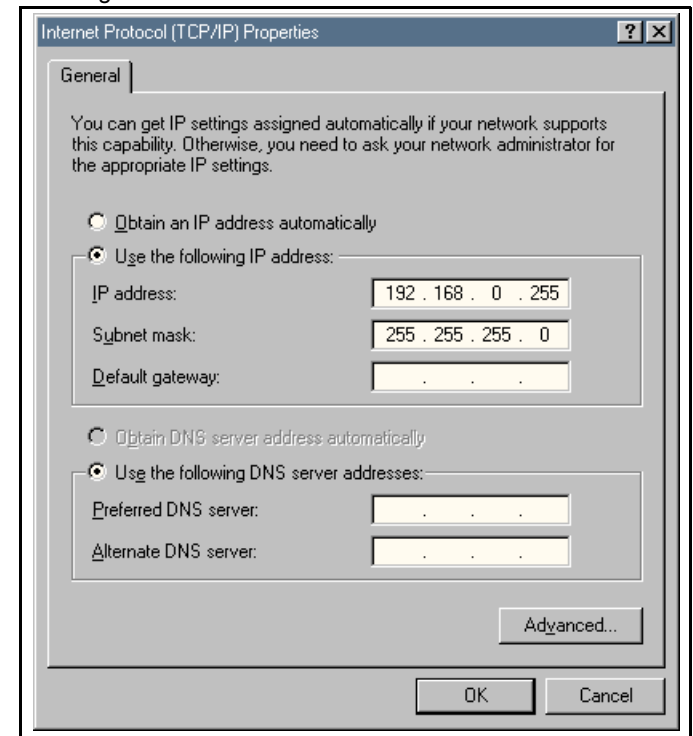 Internet Protocol (TCP/IP) Properties
General
You can get IP settings assigned automatically if your network supports
this capability. Otherwise, you need to ask your network administrator for
the appropriate IP settings.
Obtain an IP address automatically
Use the following IP address:
IP address: 192 . 168 . 0 . 255
Subnet mask: 255 . 255 . 255 . 0
Default gateway: . . .
Obtain DNS server address automatically
Use the following DNS server addresses:
Preferred DNS server: . . .
Alternate DNS server: . . .
Advanced...
OK Cancel